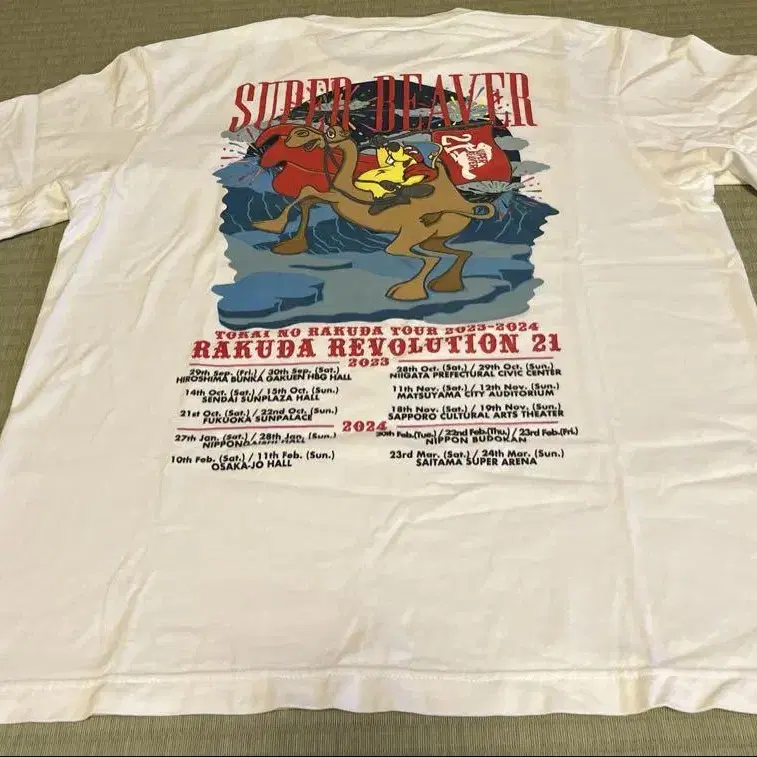 SUPER BEAVER
21
SUPER BEAVER
TOKAI NO RAKUDA TOUR 2023-2024
RAKUDA REVOLUTION 21
2023
29th Sep. (Fri.) / 30th Sep. (Sat.)
HIROSHIMA BUNKA GAKUEN HBG HALL
14th Oct. (Sat.) / 15th Oct. (Sun.)
SENDAI SUNPLAZA HALL
21st Oct. (Sat.) / 22nd Oct. (Sun.)
FUKUOKA SUNPALACE
28th Oct. (Sat.) / 29th Oct. (Sun.)
NIIGATA PREFECTURAL CIVIC CENTER
11th Nov. (Sat.) / 12th Nov. (Sun.)
MATSUYAMA CITY AUDITORIUM
18th Nov. (Sat.) / 19th Nov. (Sun.)
SAPPORO CULTURAL ARTS THEATER
2024
27th Jan. (Sat.) / 28th Jan. (Sun.)
NIPPONGAISHI HALL
10th Feb. (Sat.) / 11th Feb. (Sun.)
OSAKA-JO HALL
20th Feb.(Tue.) / 22nd Feb.(Thu.) / 23rd Feb.(Fri.)
NIPPON BUDOKAN
23rd Mar. (Sat.) / 24th Mar. (Sun.)
SAITAMA SUPER ARENA